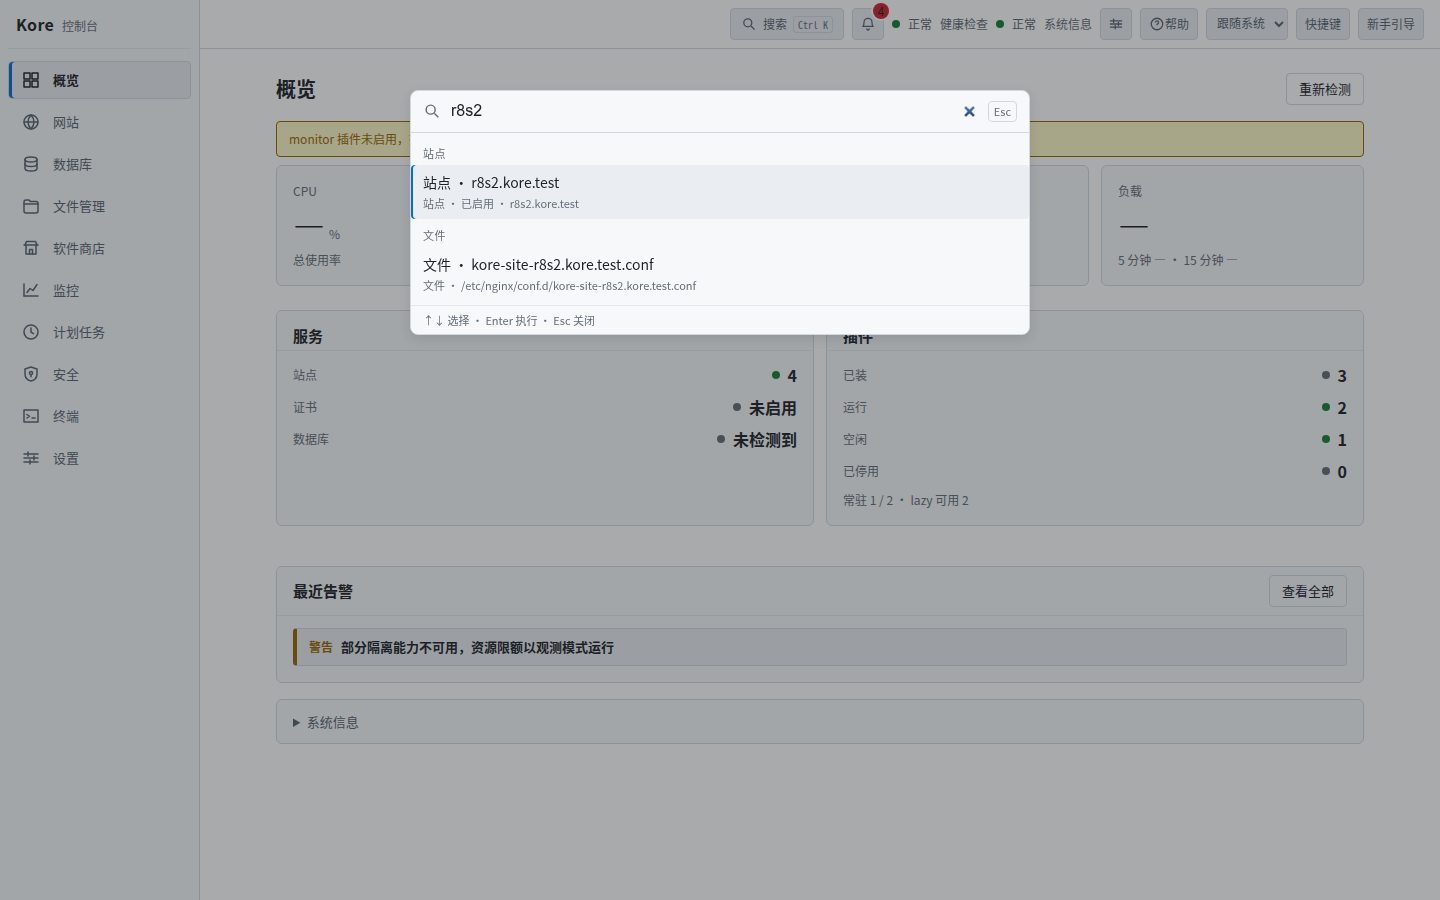 Kore 控制台
搜索 Ctrl K
4
正常 健康检查
正常 系统信息
帮助
跟随系统
快捷键
新手引导
概览
网站
数据库
文件管理
软件商店
监控
计划任务
安全
终端
设置
概览
重新检测
monitor 插件未启用，
r8s2
Esc
站点
站点 · r8s2.kore.test
站点 · 已启用 · r8s2.kore.test
文件
文件 · kore-site-r8s2.kore.test.conf
文件 · /etc/nginx/conf.d/kore-site-r8s2.kore.test.conf
↑↓ 选择 · Enter 执行 · Esc 关闭
CPU
— %
总使用率
负载
—
5 分钟 — · 15 分钟 —
服务
站点 4
证书 未启用
数据库 未检测到
插件
已装 3
运行 2
空闲 1
已停用 0
常驻 1 / 2 · lazy 可用 2
最近告警
查看全部
警告 部分隔离能力不可用，资源限额以观测模式运行
系统信息